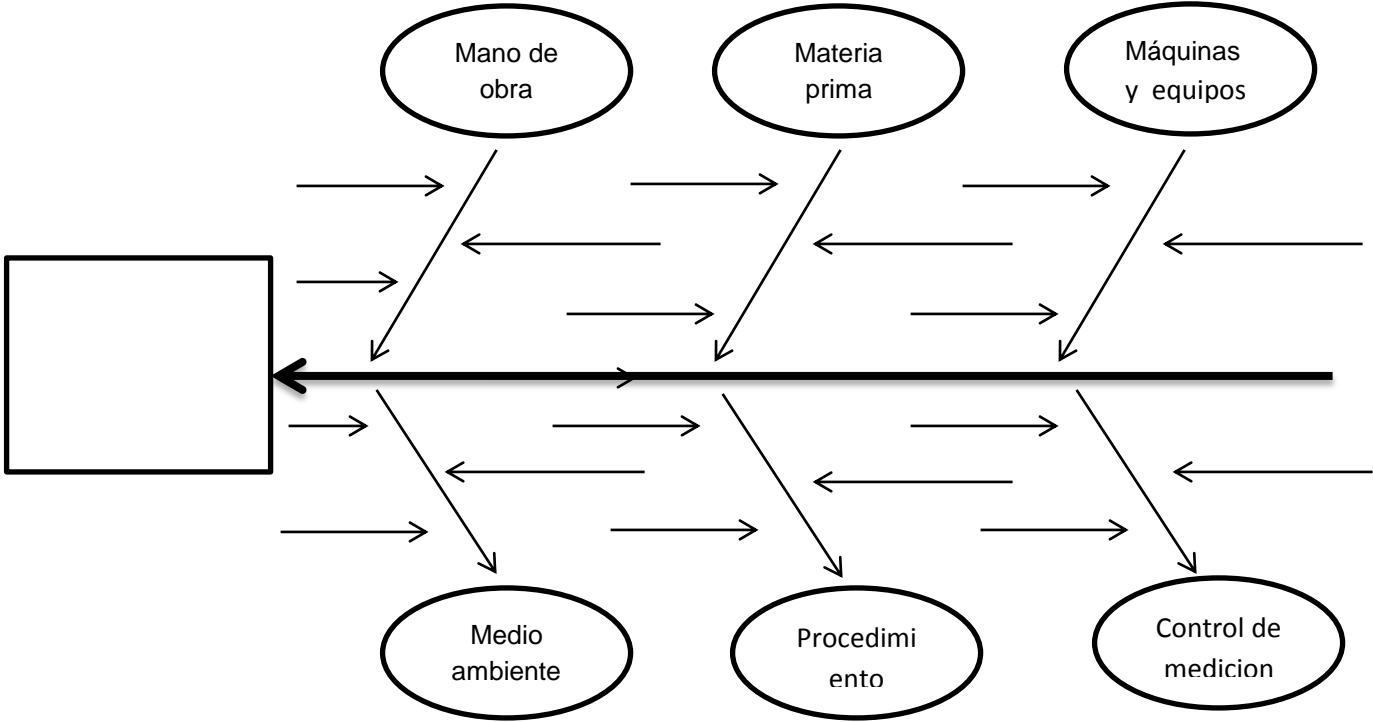 Mano de
obra
Materia
prima
Máquinas
y equipos
Medio
ambiente
Procedimi
ento
Control de
medicion